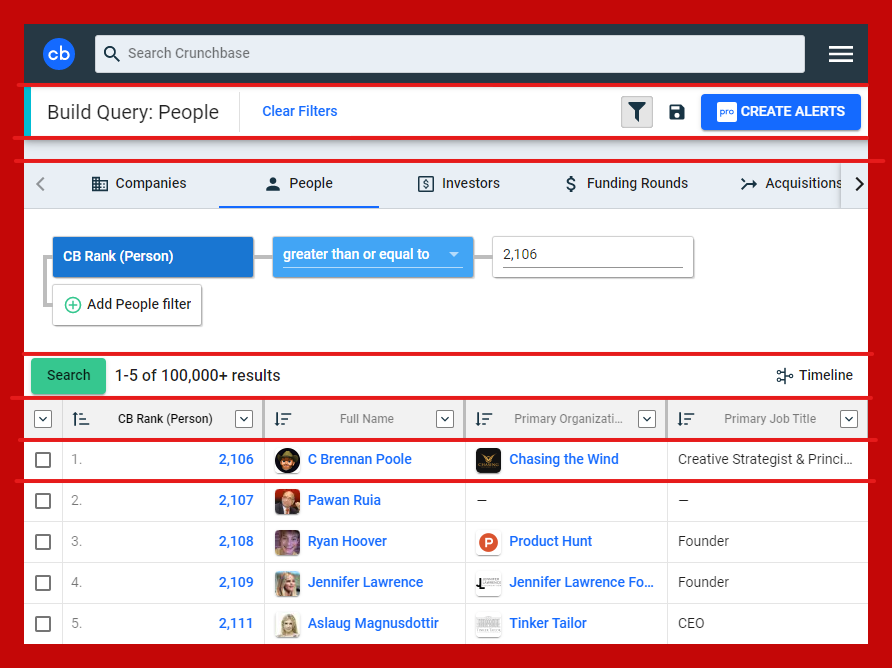 cb Search Crunchbase
Build Query: People Clear Filters pro CREATE ALERTS
Companies People Investors Funding Rounds Acquisitions
CB Rank (Person) greater than or equal to 2,106
Add People filter
Search 1-5 of 100,000+ results Timeline
CB Rank (Person) Full Name Primary Organizati... Primary Job Title
1. 2,106 C Brennan Poole Chasing the Wind Creative Strategist & Princi...
2. 2,107 Pawan Ruia — —
3. 2,108 Ryan Hoover Product Hunt Founder
4. 2,109 Jennifer Lawrence Jennifer Lawrence Fo... Founder
5. 2,111 Aslaug Magnusdottir Tinker Tailor CEO